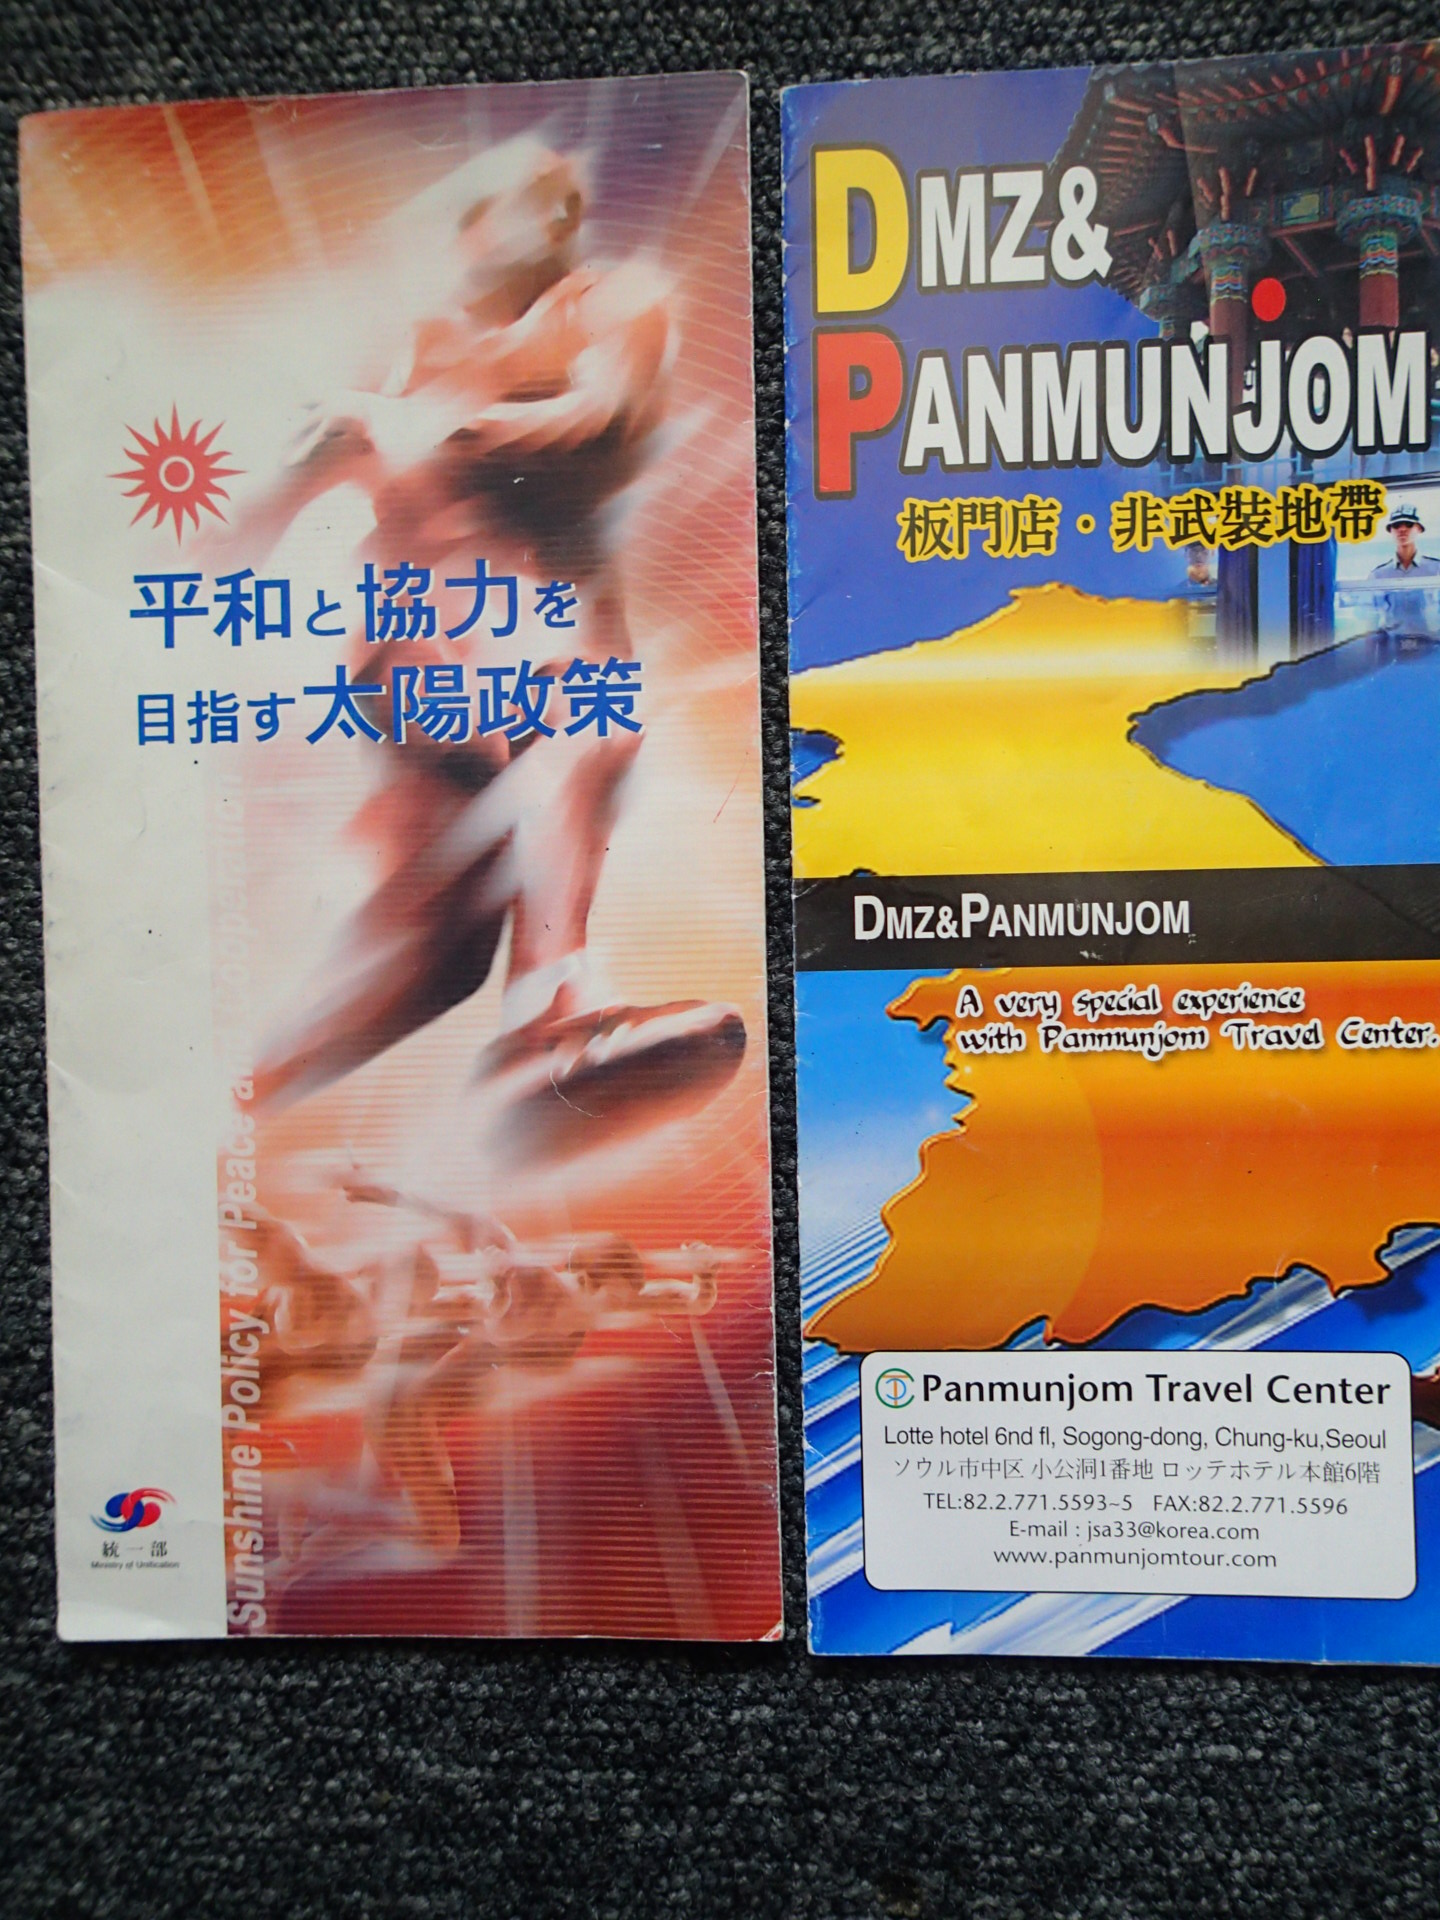 平和と協力を
目指す太陽政策
Sunshine Policy for Peace and Cooperation
統一部
Ministry of Unification
DMZ&
PANMUNJOM
板門店・非武裝地帶
DMZ&PANMUNJOM
A very special experience
with Panmunjom Travel Center.
Panmunjom Travel Center
Lotte hotel 6nd fl, Sogong-dong, Chung-ku,Seoul
ソウル市中区 小公洞1番地 ロッテホテル本館6階
TEL:82.2.771.5593~5 FAX:82.2.771.5596
E-mail : jsa33@korea.com
www.panmunjomtour.com